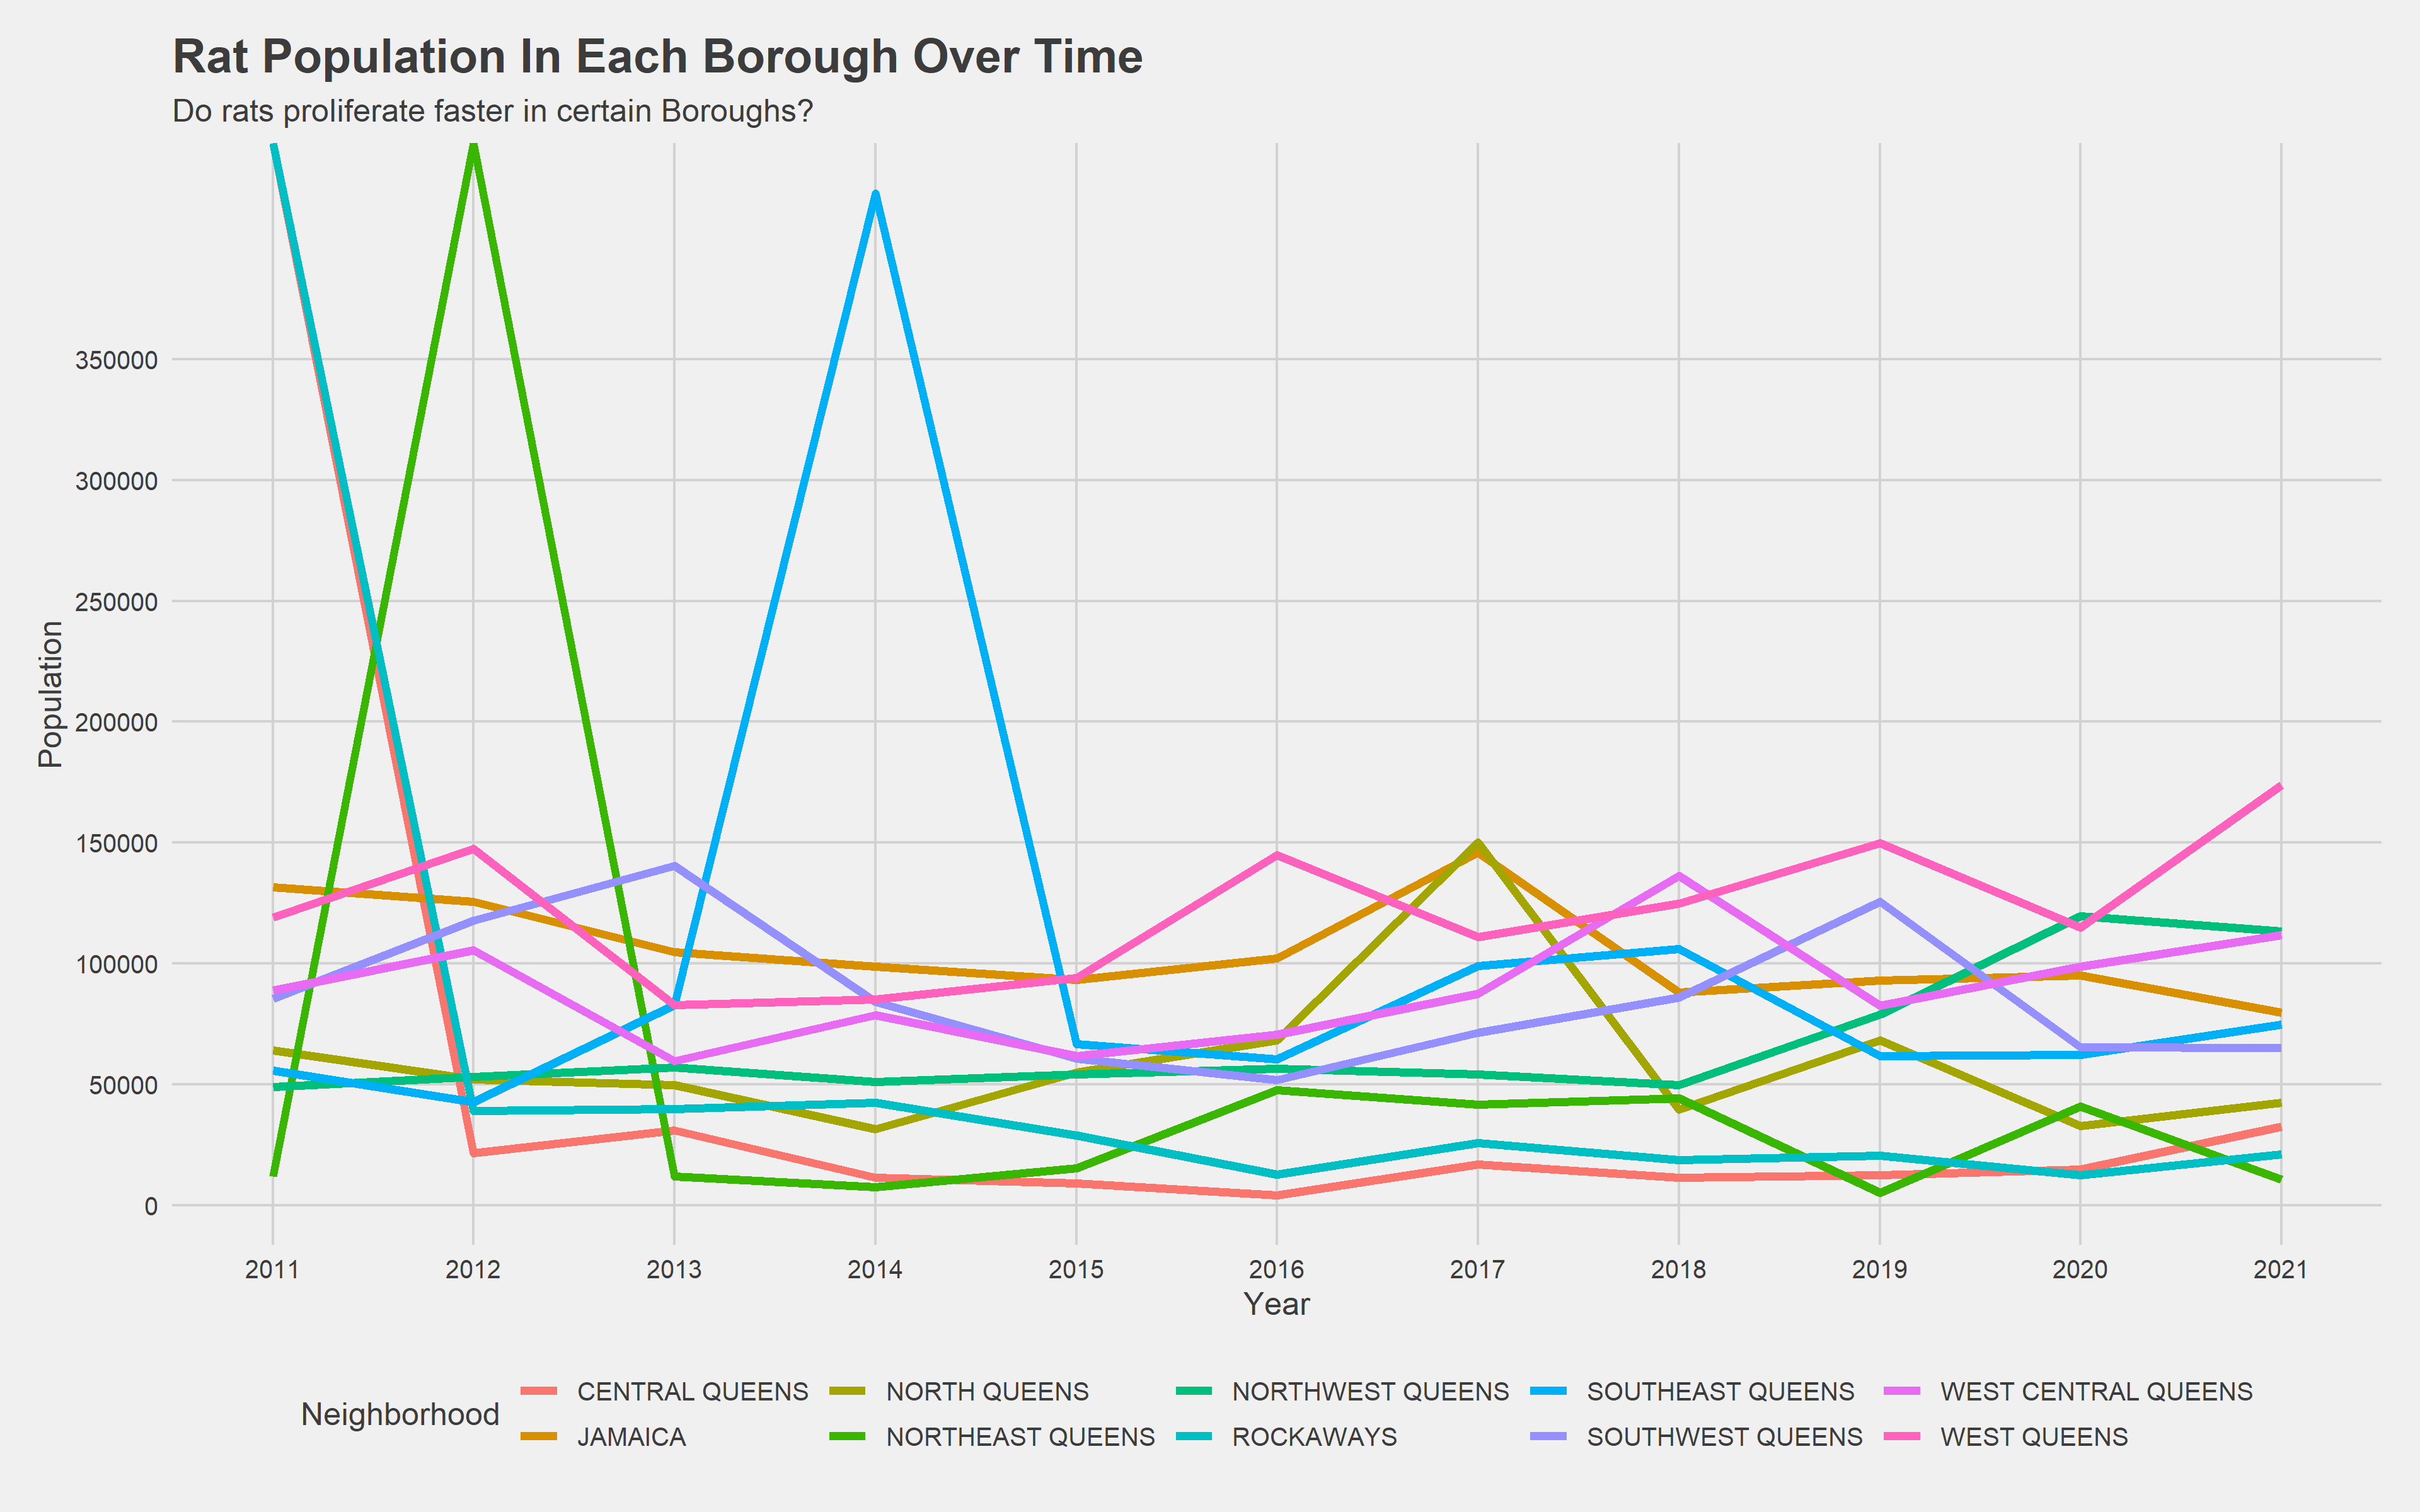 Rat Population In Each Borough Over Time
Do rats proliferate faster in certain Boroughs?
Population
350000
300000
250000
200000
150000
100000
50000
0
2011 2012 2013 2014 2015 2016 2017 2018 2019 2020 2021
Year
Neighborhood
CENTRAL QUEENS NORTH QUEENS NORTHWEST QUEENS SOUTHEAST QUEENS WEST CENTRAL QUEENS
JAMAICA NORTHEAST QUEENS ROCKAWAYS SOUTHWEST QUEENS WEST QUEENS